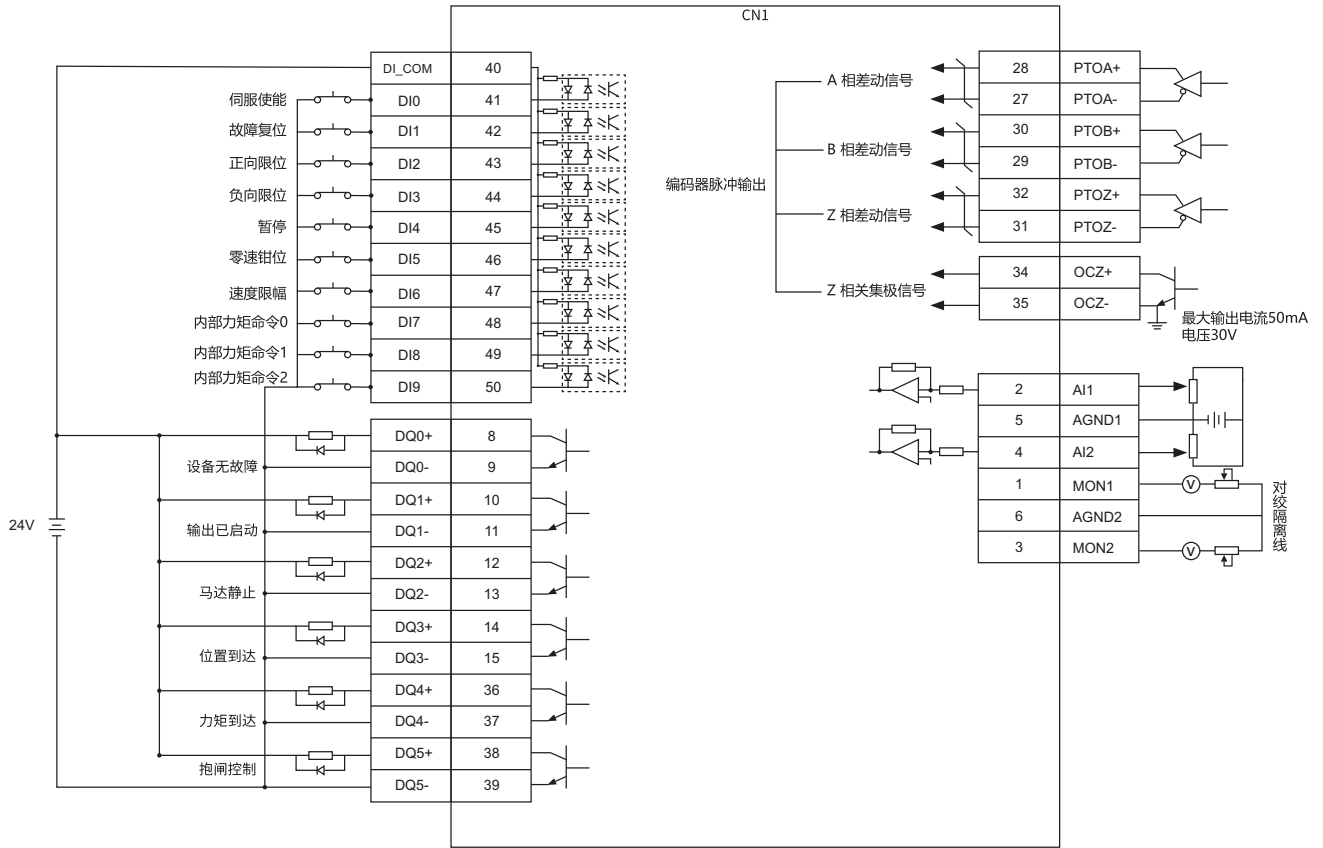 CN1
DI_COM 40
伺服使能 DI0 41
故障复位 DI1 42
正向限位 DI2 43
负向限位 DI3 44
暂停 DI4 45
零速钳位 DI5 46
速度限幅 DI6 47
内部力矩命令0 DI7 48
内部力矩命令1 DI8 49
内部力矩命令2 DI9 50
DQ0+ 8
设备无故障 DQ0- 9
DQ1+ 10
输出已启动 DQ1- 11
DQ2+ 12
马达静止 DQ2- 13
DQ3+ 14
位置到达 DQ3- 15
DQ4+ 36
力矩到达 DQ4- 37
DQ5+ 38
抱闸控制
DQ5- 39
24V
编码器脉冲输出
A 相差动信号
B 相差动信号
Z 相差动信号
Z 相关集极信号
28 PTOA+
27 PTOA-
30 PTOB+
29 PTOB-
32 PTOZ+
31 PTOZ-
34 OCZ+
35 OCZ-
最大输出电流50mA
电压30V
2 AI1
5 AGND1
4 AI2
1 MON1 V
6 AGND2
3 MON2 V
对绞隔离线